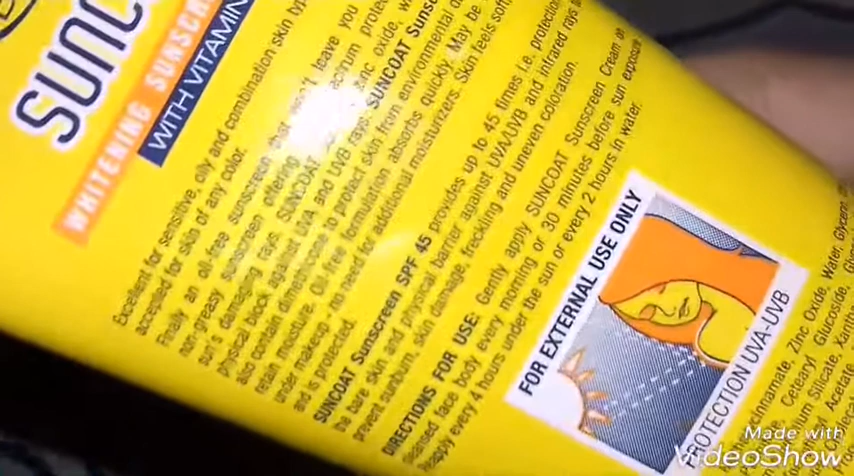 SUNC
WHITENING SUNSCR
WITH VITAMIN
Excellent for sensitive, oily and combination skin ty
accepted for skin of any color.
Finally an oil free sunscreen that won't leave you
non-greasy sunscreen offering
sun's damaging rays. SUNCOAT zinc oxide,
physical block against UVA and UVB rays. SUNCOAT Sunsc
also contain dimethicone to protect skin from environmental
retain moisture. Oil free formulation absorbs quickly. May be
under makeup no need for additional moisturizers. Skin feels soft
and is protected.
SUNCOAT Sunscreen SPF 45 provides up to 45 times i.e. protection
the bare skin and physical barrier against UVA-UVB and infrared rays
prevent sunburn, skin damage, freckling and uneven coloration.
DIRECTIONS FOR USE: Gently, apply SUNCOAT Sunscreen Cream on
cleansed face body every morning or 30 minutes before sun exposure.
Reapply every 4 hours under the sun or every 2 hours in water.
FOR EXTERNAL USE ONLY
PROTECTION UVA-UVB
Zinc Oxide, Water, Glycerin,
Cetearyl Glucoside,
Silicate, Xantha
Acetate
Made with
VideoShow